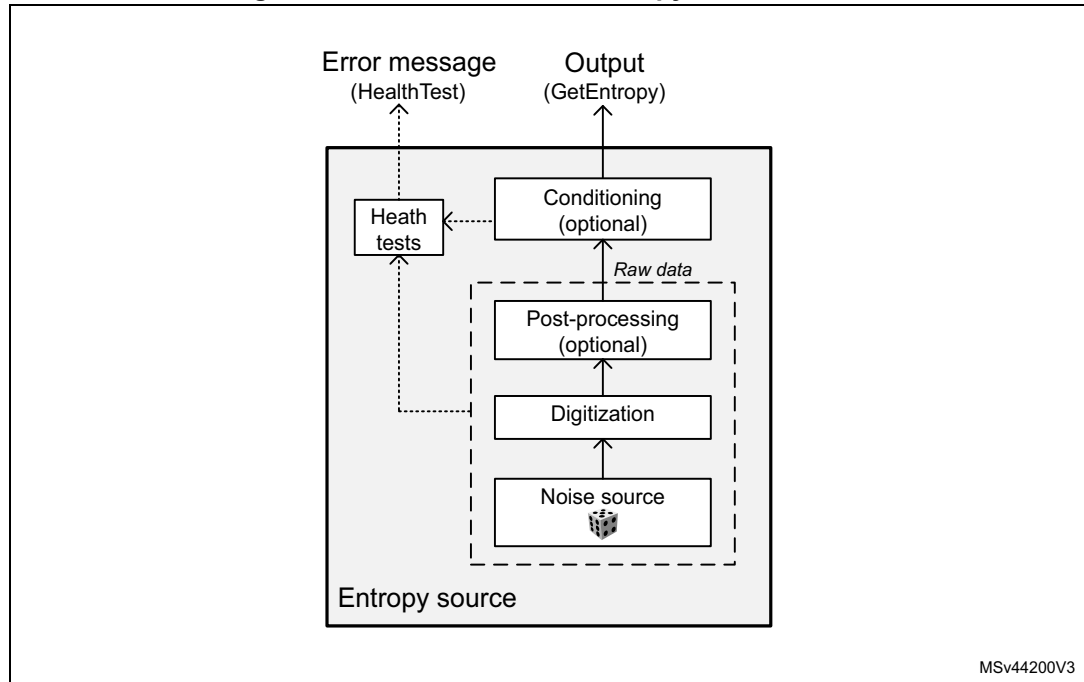 Error message
(HealthTest)
Output
(GetEntropy)
Conditioning
(optional)
Heath
tests
Raw data
Post-processing
(optional)
Digitization
Noise source
Entropy source
MSv44200V3